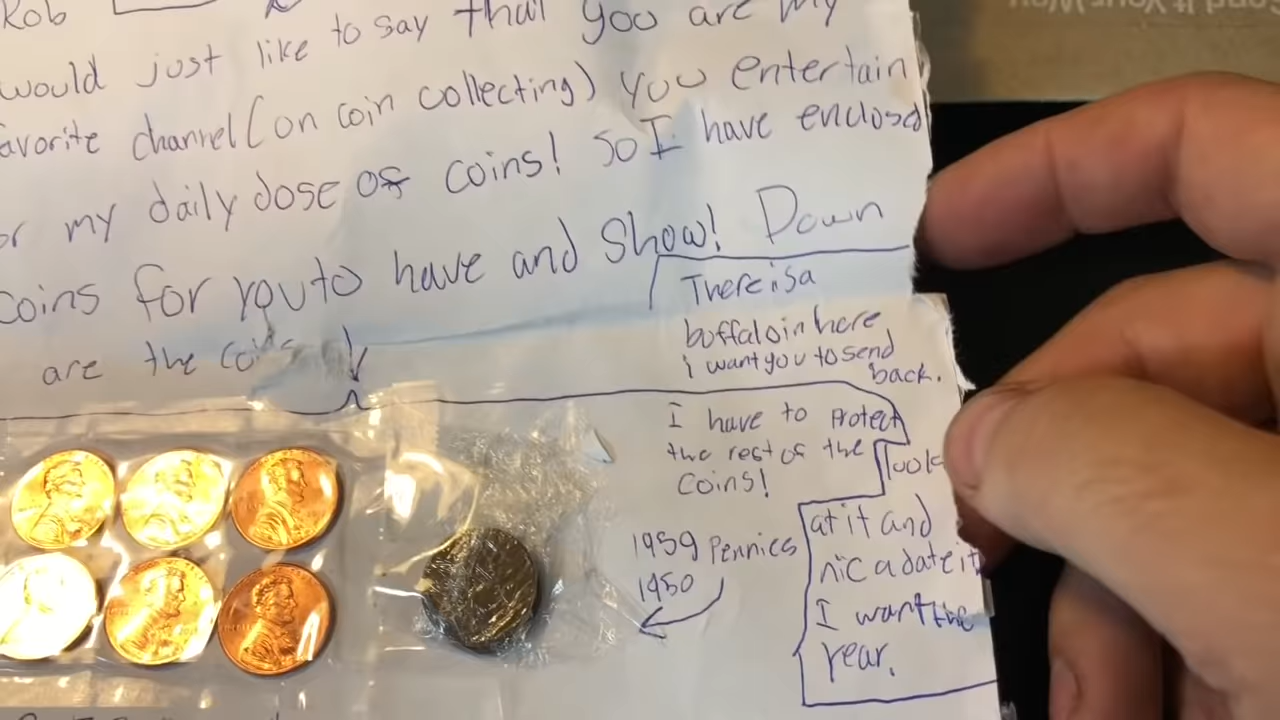 Rob
would just like to say that you are my
favorite channel (on coin collecting) you entertain
my daily dose of coins! So I have enclosed
coins for you to have and show! Down
are the coins
There is a
buffalo in here
i want you to send
back.
I have to protect
the rest of the
coins!
look
at it and
nic a date it
I want the
year.
1959 pennies
1950